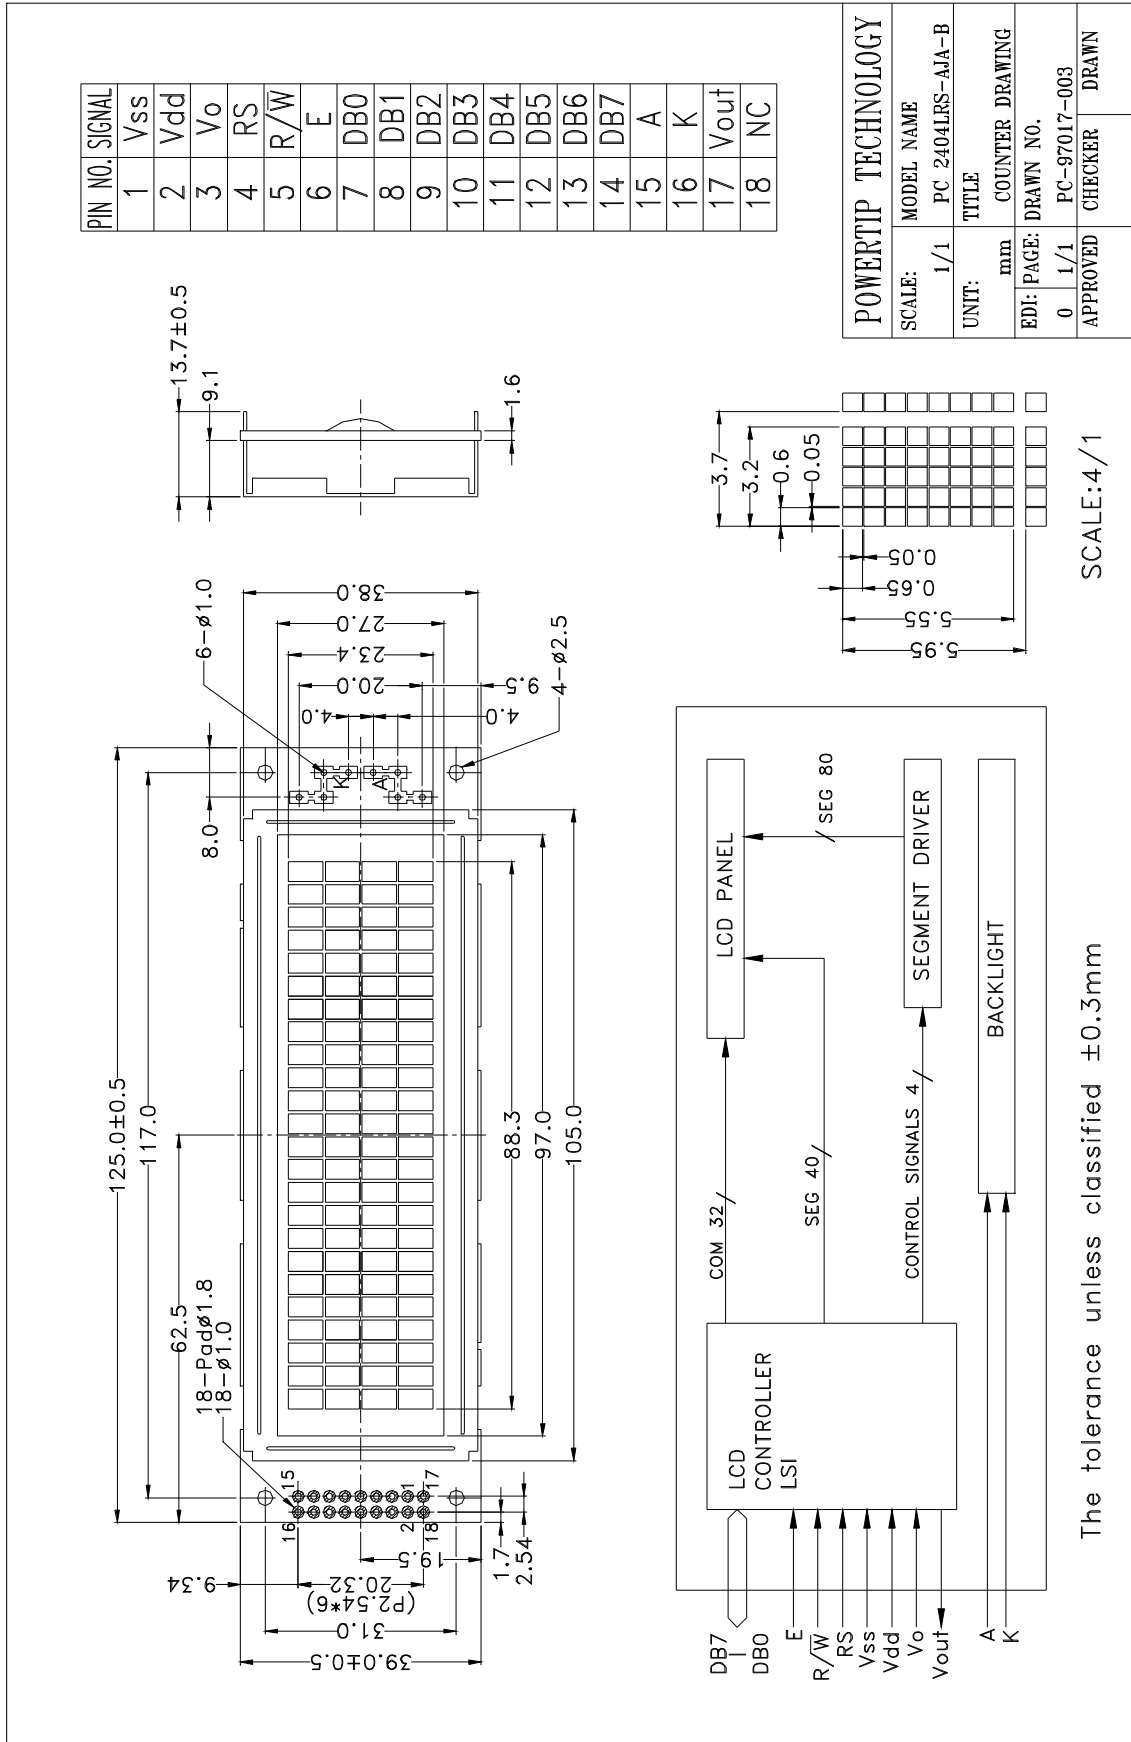 PIN NO. SIGNAL
1 Vss
2 Vdd
3 Vo
4 RS
5 R/W̅
6 E
7 DB0
8 DB1
9 DB2
10 DB3
11 DB4
12 DB5
13 DB6
14 DB7
15 A
16 K
17 Vout
18 NC
13.7±0.5
9.1
1.6
125.0±0.5
117.0
62.5
8.0
18-Padø1.8
18-ø1.0
6-ø1.0
4-ø2.5
15
16
1
17
2
18
K
A
88.3
97.0
105.0
1.7
2.54
9.34
19.5
20.32
(P2.54*6)
31.0
39.0±0.5
4.0
4.0
9.5
20.0
23.4
27.0
38.0
3.7
3.2
0.6
0.05
0.05
0.65
5.55
5.95
SCALE:4/1
DB7
DB0
E
R/W̅
RS
Vss
Vdd
Vo
Vout
A
K
LCD
CONTROLLER
LSI
COM 32
SEG 40
CONTROL SIGNALS 4
LCD PANEL
SEG 80
SEGMENT DRIVER
BACKLIGHT
The tolerance unless classified ±0.3mm
POWERTIP TECHNOLOGY
SCALE:
1/1
MODEL NAME
PC 2404LRS-AJA-B
UNIT:
mm
TITLE
COUNTER DRAWING
EDI:
0
PAGE:
1/1
DRAWN NO.
PC-97017-003
APPROVED CHECKER DRAWN